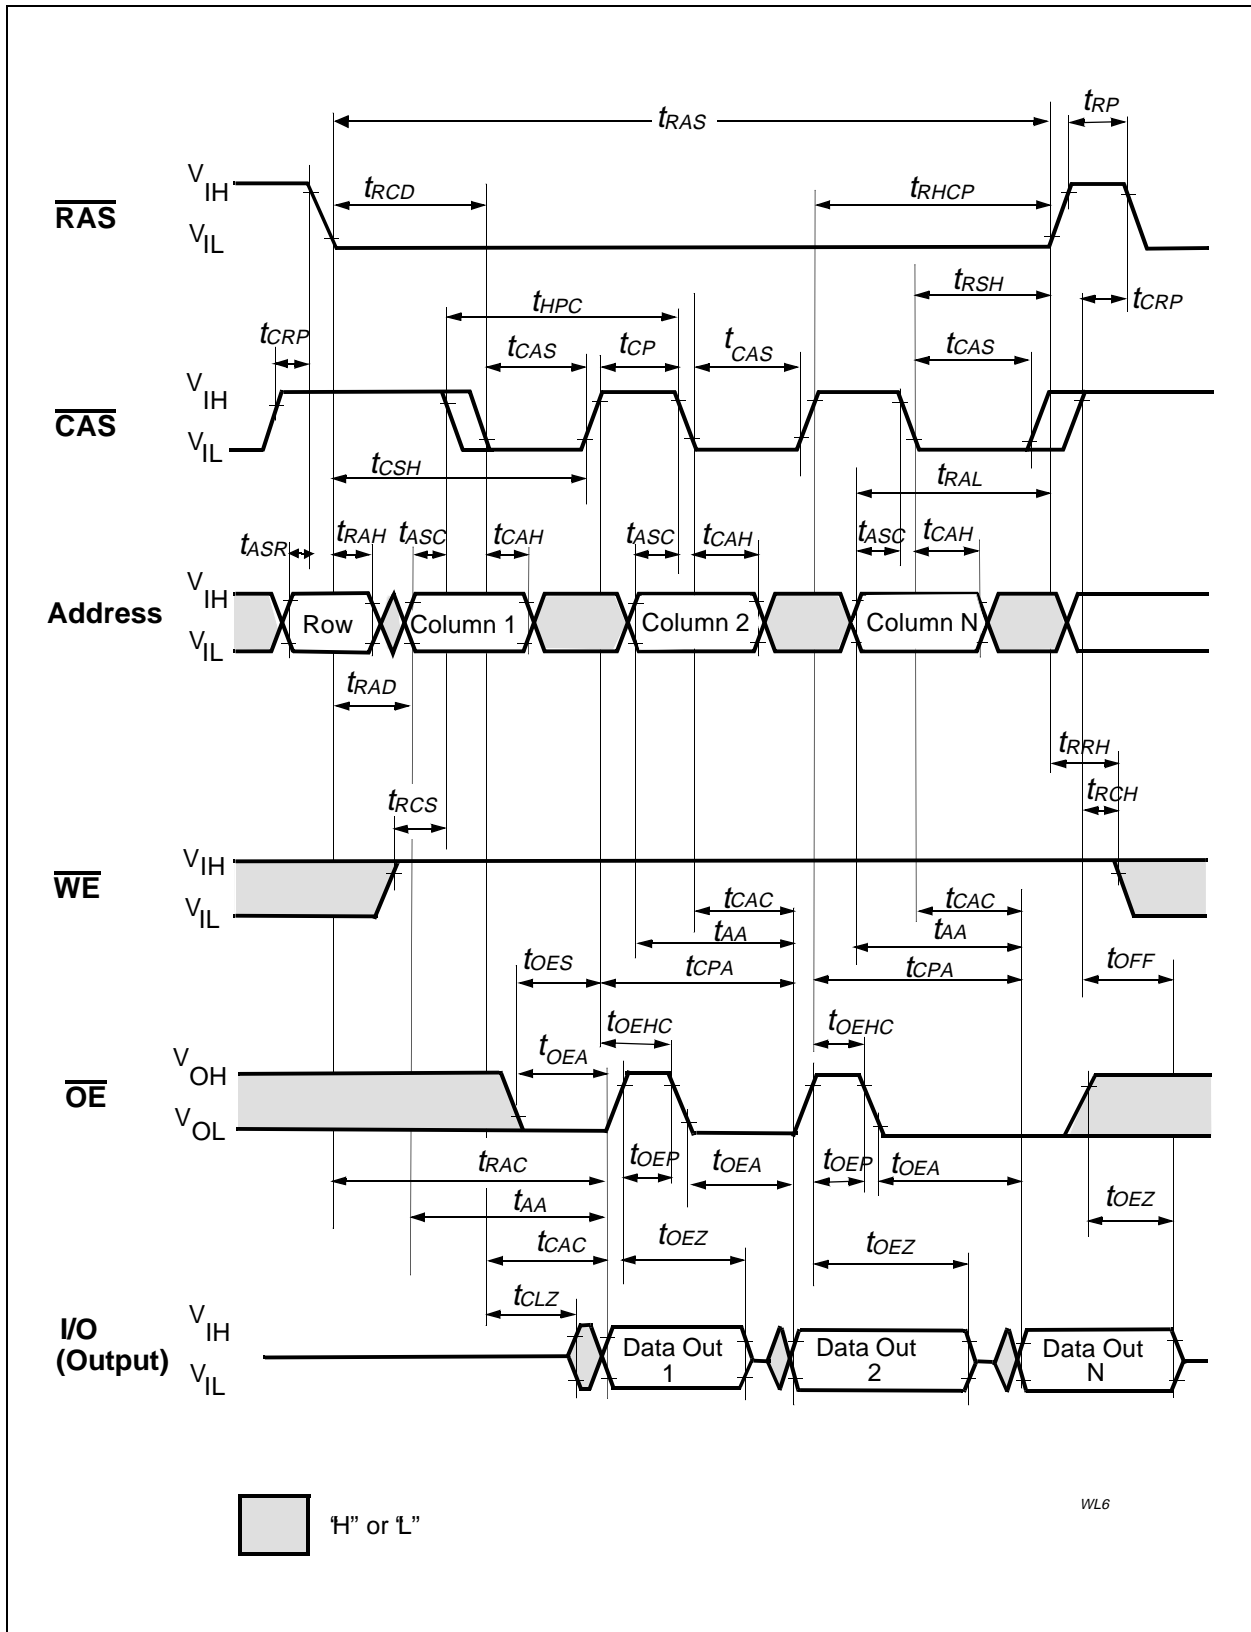 tRAS
tRP
VIH
RAS
VIL
tRCD
tRHCP
tRSH
tCRP
tHPC
tCRP
tCAS
tCP
tCAS
tCAS
VIH
CAS
VIL
tCSH
tRAL
tASR
tRAH
tASC
tCAH
tASC
tCAH
tASC
tCAH
VIH
Address
VIL
Row
Column 1
Column 2
Column N
tRAD
tRRH
tRCS
tRCH
VIH
WE
VIL
tCAC
tCAC
tAA
tAA
tOES
tCPA
tCPA
tOFF
tOEHC
tOEHC
tOEA
VOH
OE
VOL
tRAC
tOEP
tOEA
tOEP
tOEA
tAA
tOEZ
tCAC
tOEZ
tOEZ
tCLZ
VIH
I/O
(Output)
VIL
Data Out
1
Data Out
2
Data Out
N
“H” or “L”
WL6